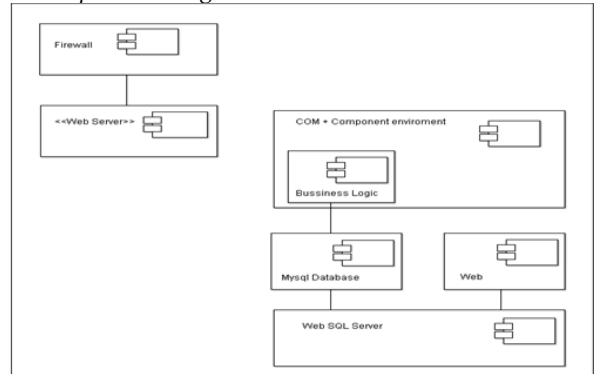 Firewall
<<Web Server>>
COM + Component enviroment
Bussiness Logic
Mysql Database
Web
Web SQL Server